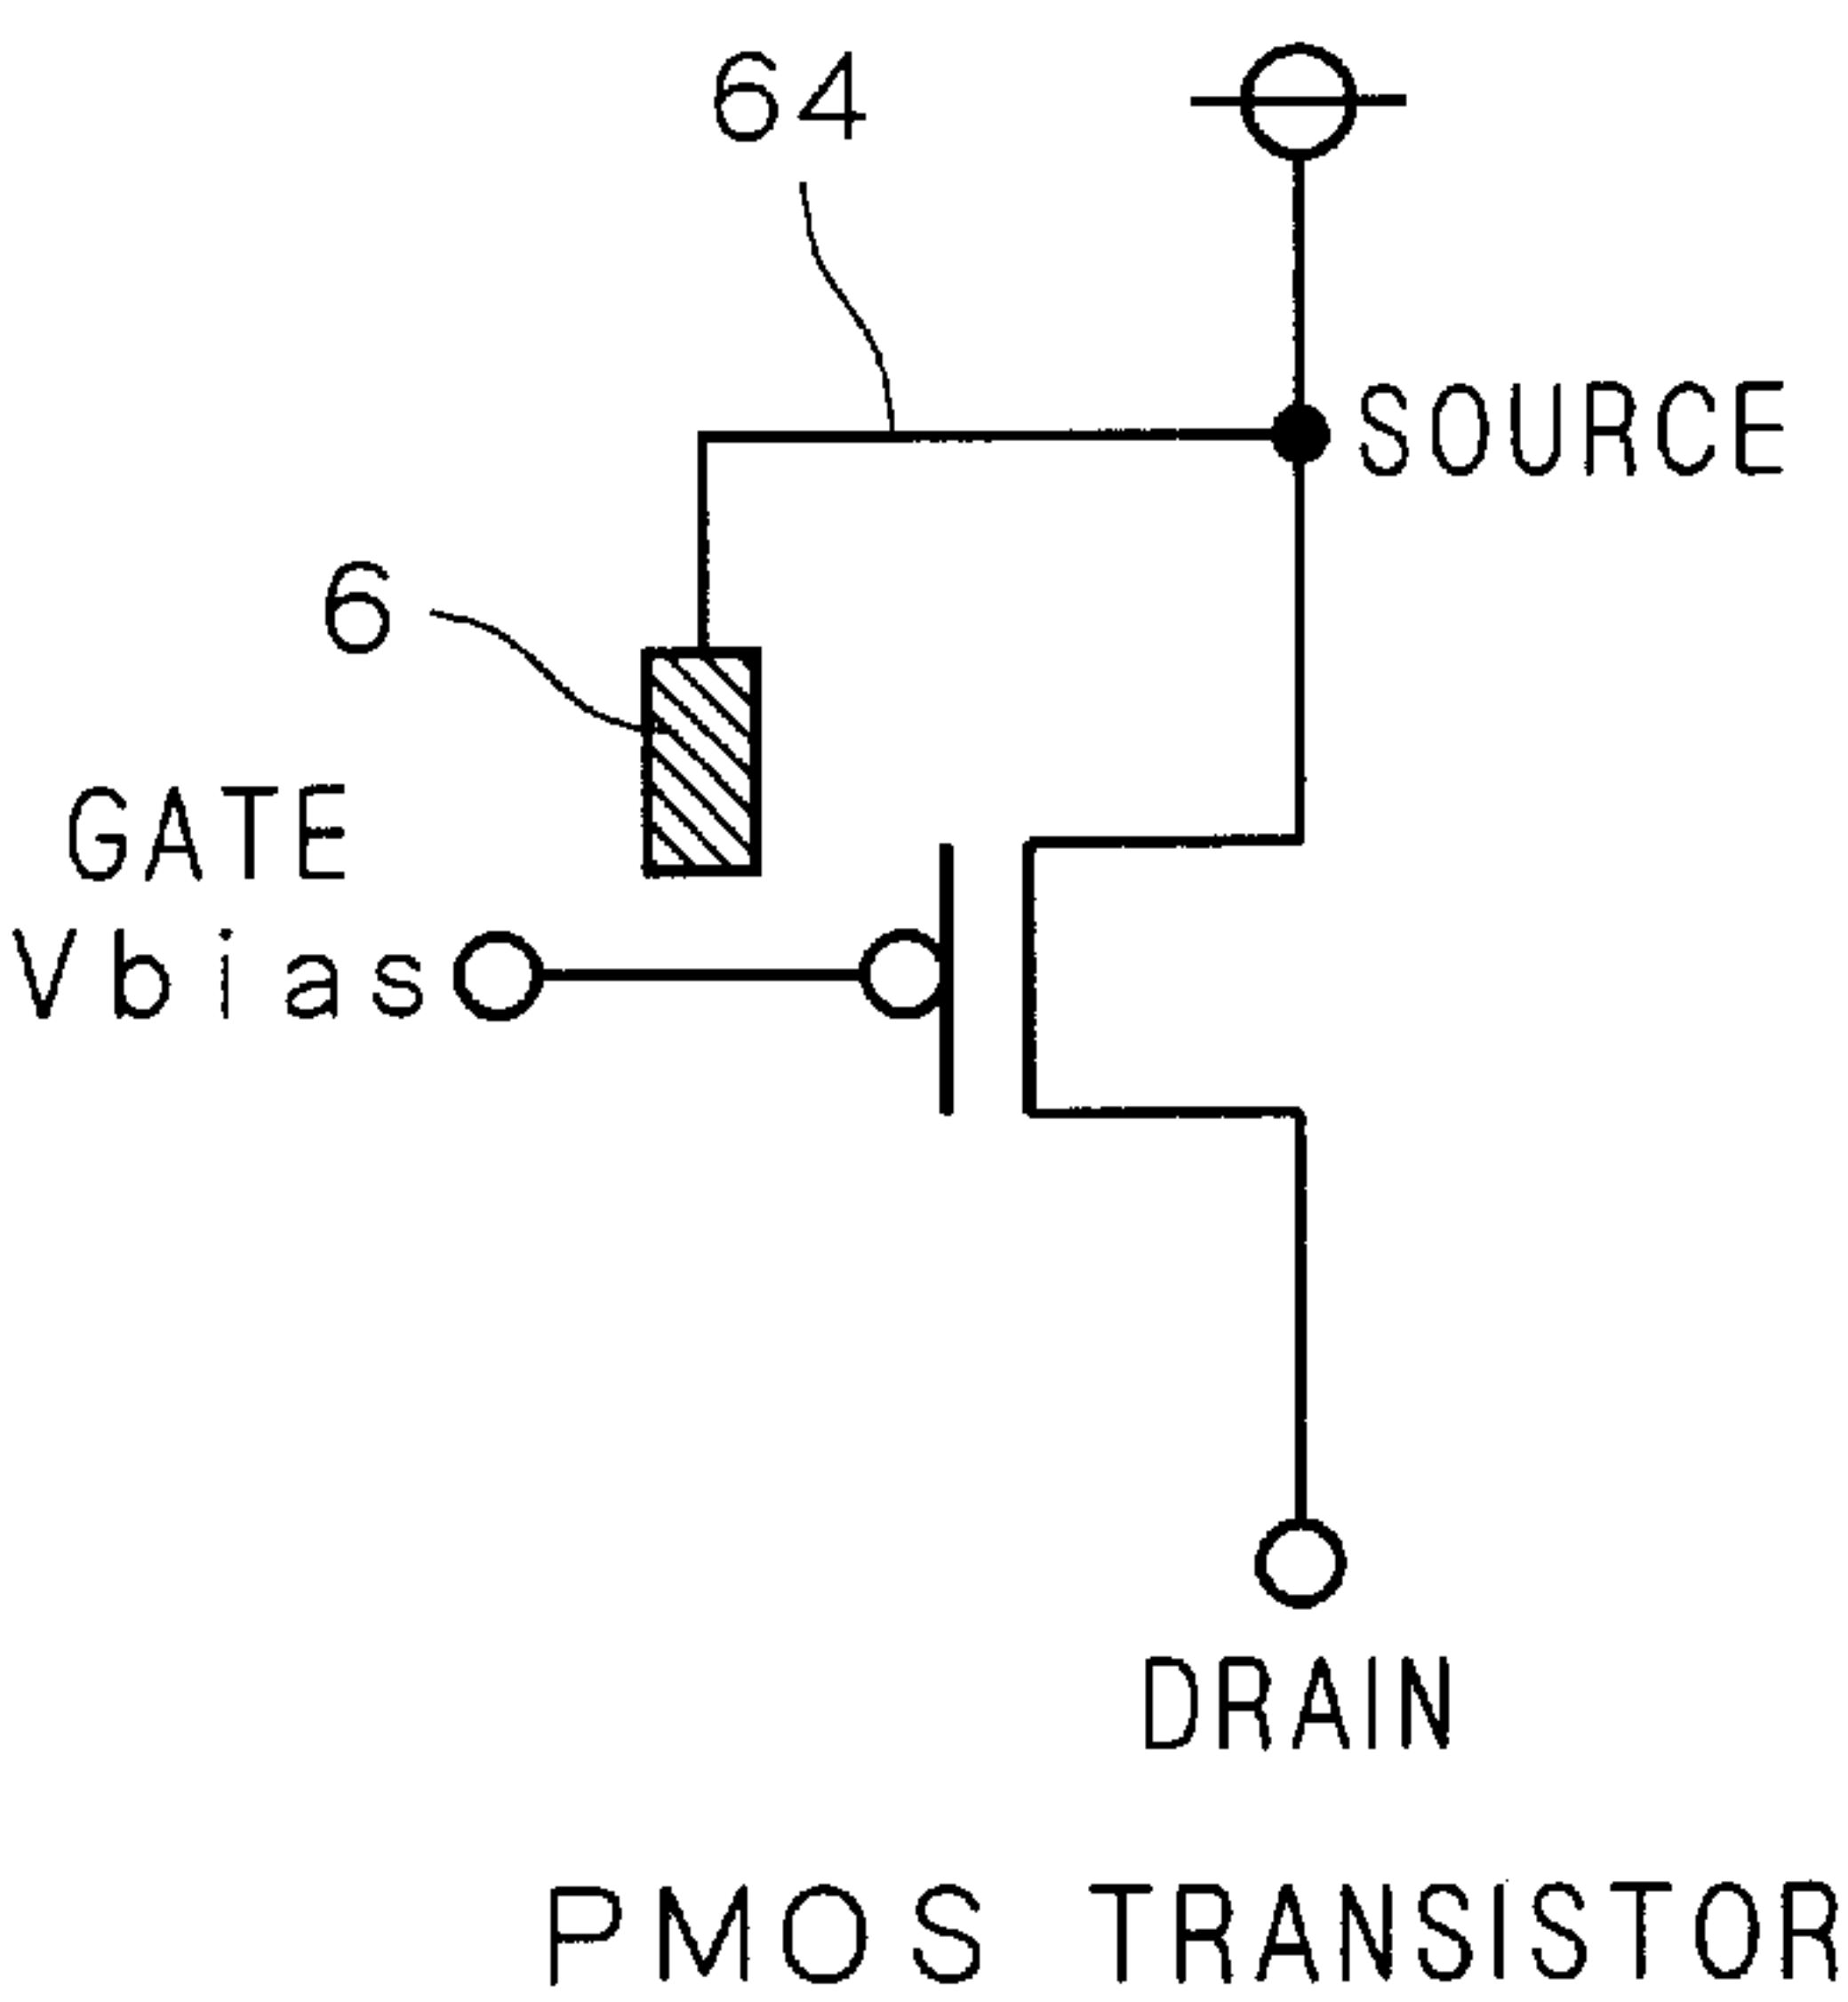 64
SOURCE
6
GATE
Vbias
DRAIN
PMOS TRANSISTOR